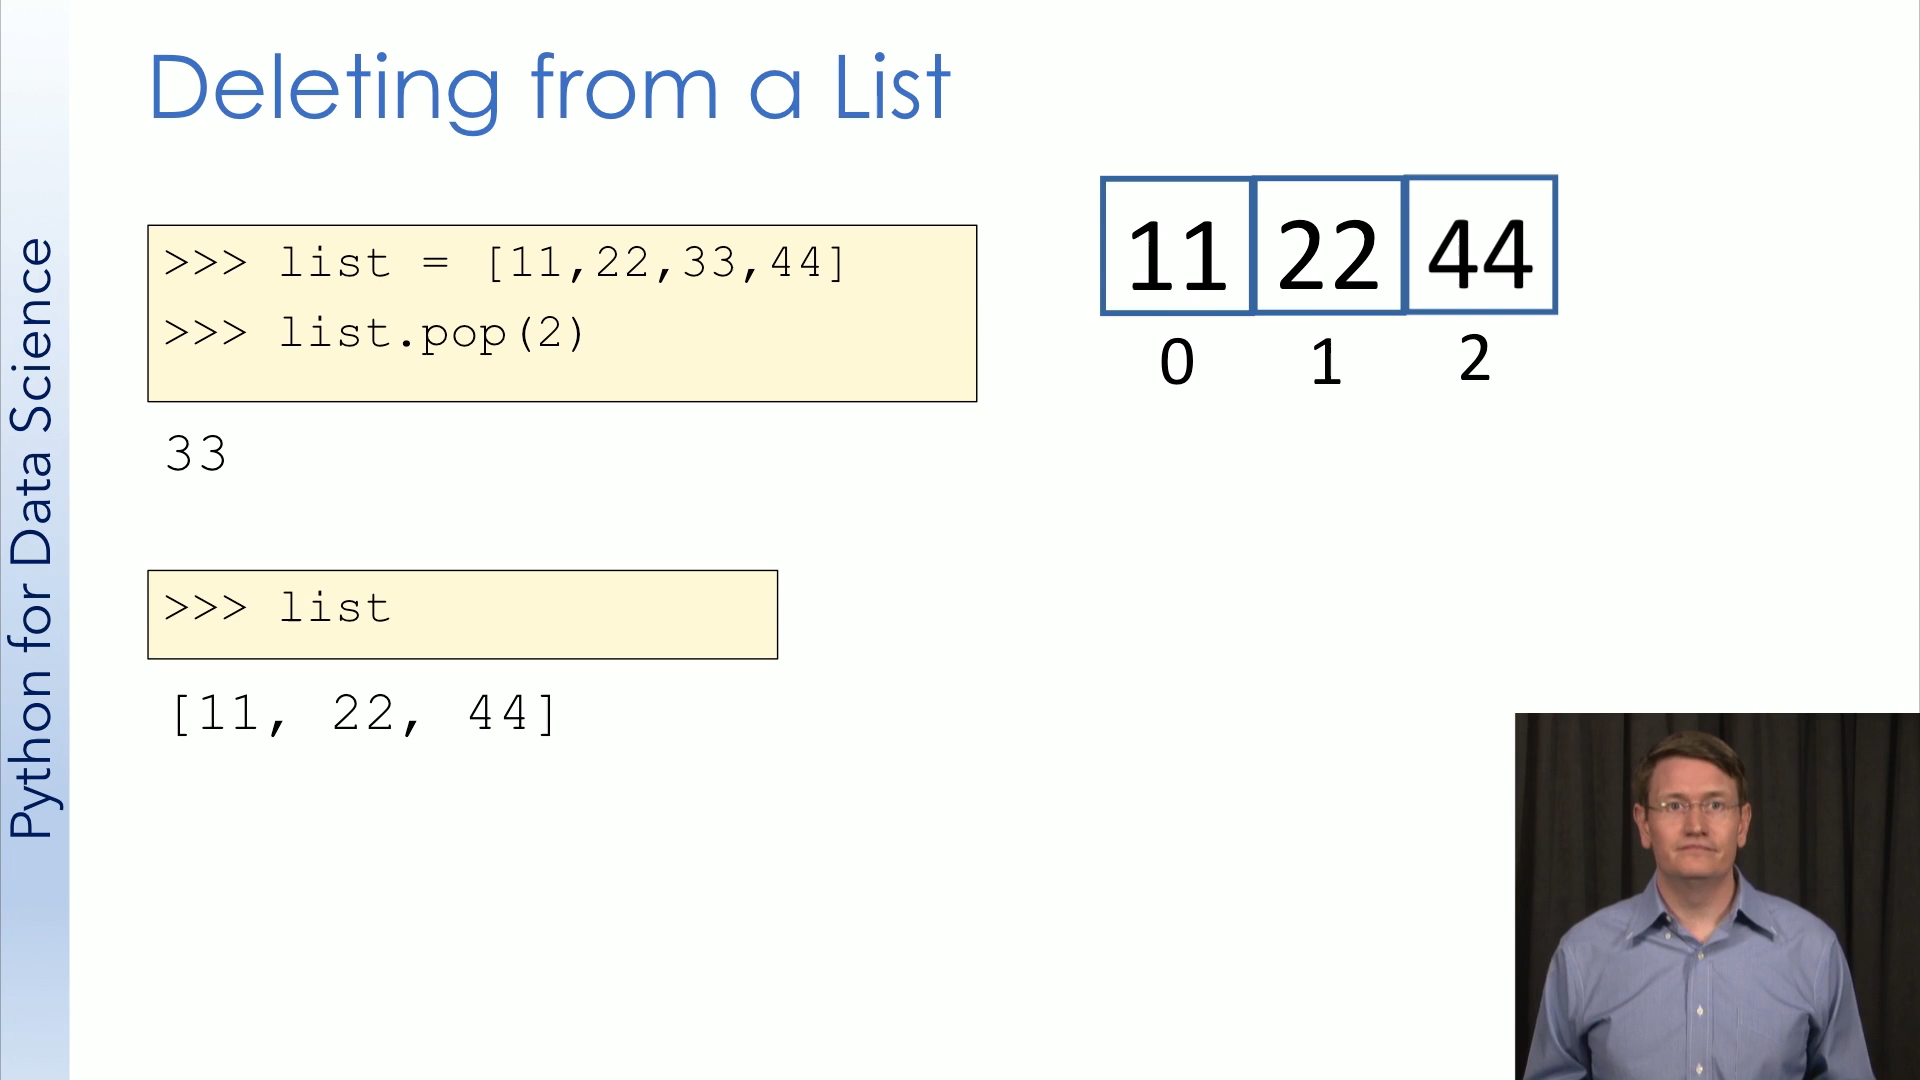 Deleting from a List
>>> list = [11,22,33,44]
>>> list.pop(2)
33
>>> list
[11, 22, 44]
11 22 44
0 1 2
Python for Data Science